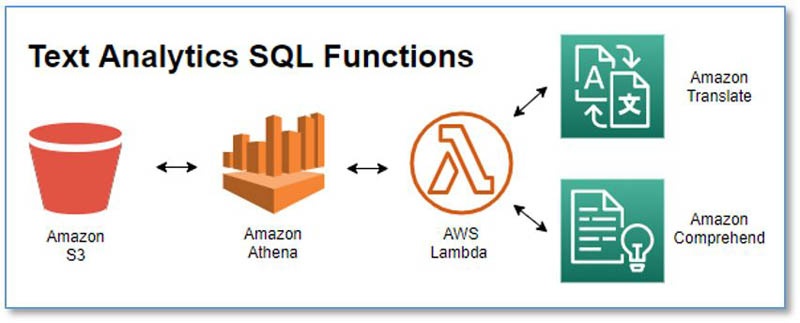 Text Analytics SQL Functions
Amazon
S3
Amazon
Athena
AWS
Lambda
A
文
Amazon
Translate
Amazon
Comprehend